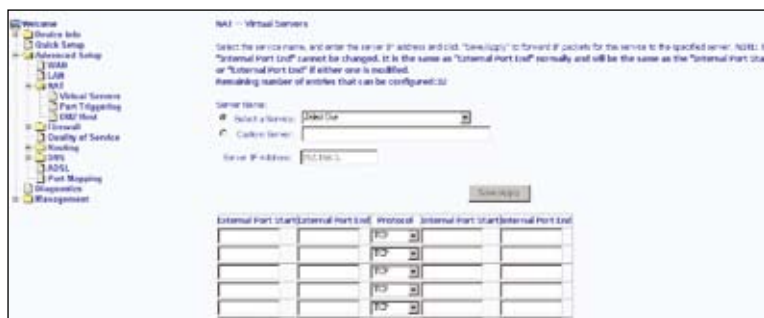 Welcome
Device Info
Quick Setup
Advanced Setup
WAN
LAN
NAT
Virtual Servers
Port Triggering
DMZ Host
Firewall
Quality of Service
Routing
DNS
ADSL
Port Mapping
Diagnostics
Management
NAT -- Virtual Servers
Select the service name, and enter the server IP address and click "Save/Apply" to forward IP packets for the service to the specified server. NOTE:
"Internal Port End" cannot be changed. It is the same as "External Port End" normally and will be the same as the "Internal Port
or "External Port End" if either one is modified.
Remaining number of entries that can be configured:32
Server Name:
Select a Service: Select One
Custom Server:
Server IP Address:
Save/Apply
External Port Start External Port End Protocol Internal Port Start Internal Port End
TCP
TCP
TCP
TCP
TCP